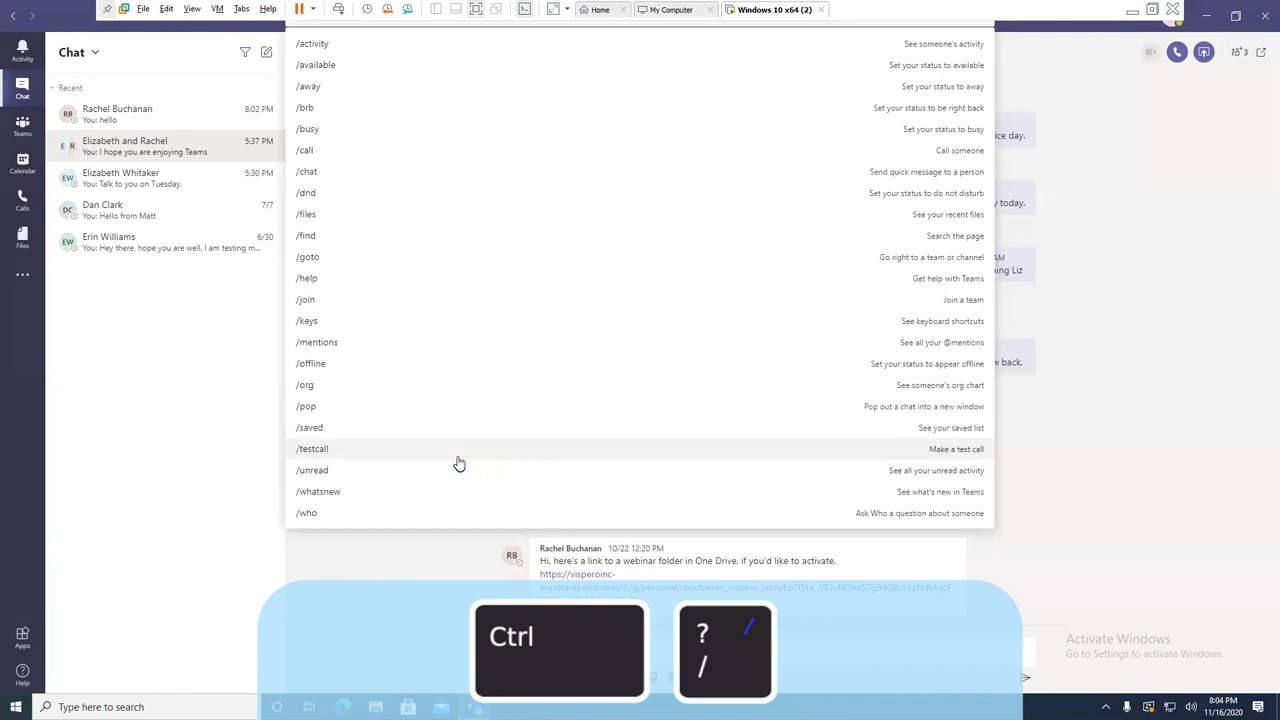 File Edit View VM Tabs Help
Home
My Computer
Windows 10 x64 (2)
Activity
Chat
Teams
Calendar
Calls
Files
Apps
Help
Chat
Recent
RB Rachel Buchanan 8:02 PM
You: hello
E R Elizabeth and Rachel 5:37 PM
You: I hope you are enjoying Teams
EW Elizabeth Whitaker 5:30 PM
You: Talk to you on Tuesday.
DC Dan Clark 7/7
You: Hello from Matt
EW Erin Williams 6/30
You: Hey there, hope you are well. I am testing m...
/activity See someone's activity
/available Set your status to available
/away Set your status to away
/brb Set your status to be right back
/busy Set your status to busy
/call Call someone
/chat Send quick message to a person
/dnd Set your status to do not disturb
/files See your recent files
/find Search the page
/goto Go right to a team or channel
/help Get help with Teams
/join Join a team
/keys See keyboard shortcuts
/mentions See all your @mentions
/offline Set your status to appear offline
/org See someone's org chart
/pop Pop out a chat into a new window
/saved See your saved list
/testcall Make a test call
/unread See all your unread activity
/whatsnew See what's new in Teams
/who Ask Who a question about someone
3
ice day.
y today.
AM
ning Liz
w back.
RB Rachel Buchanan 10/22 12:20 PM
Hi, here's a link to a webinar folder in One Drive, if you'd like to activate.
https://visperoinc-
Ctrl
? /
/
Activate Windows
Go to Settings to activate Windows.
Type here to search
8:04 PM
11/16/2020